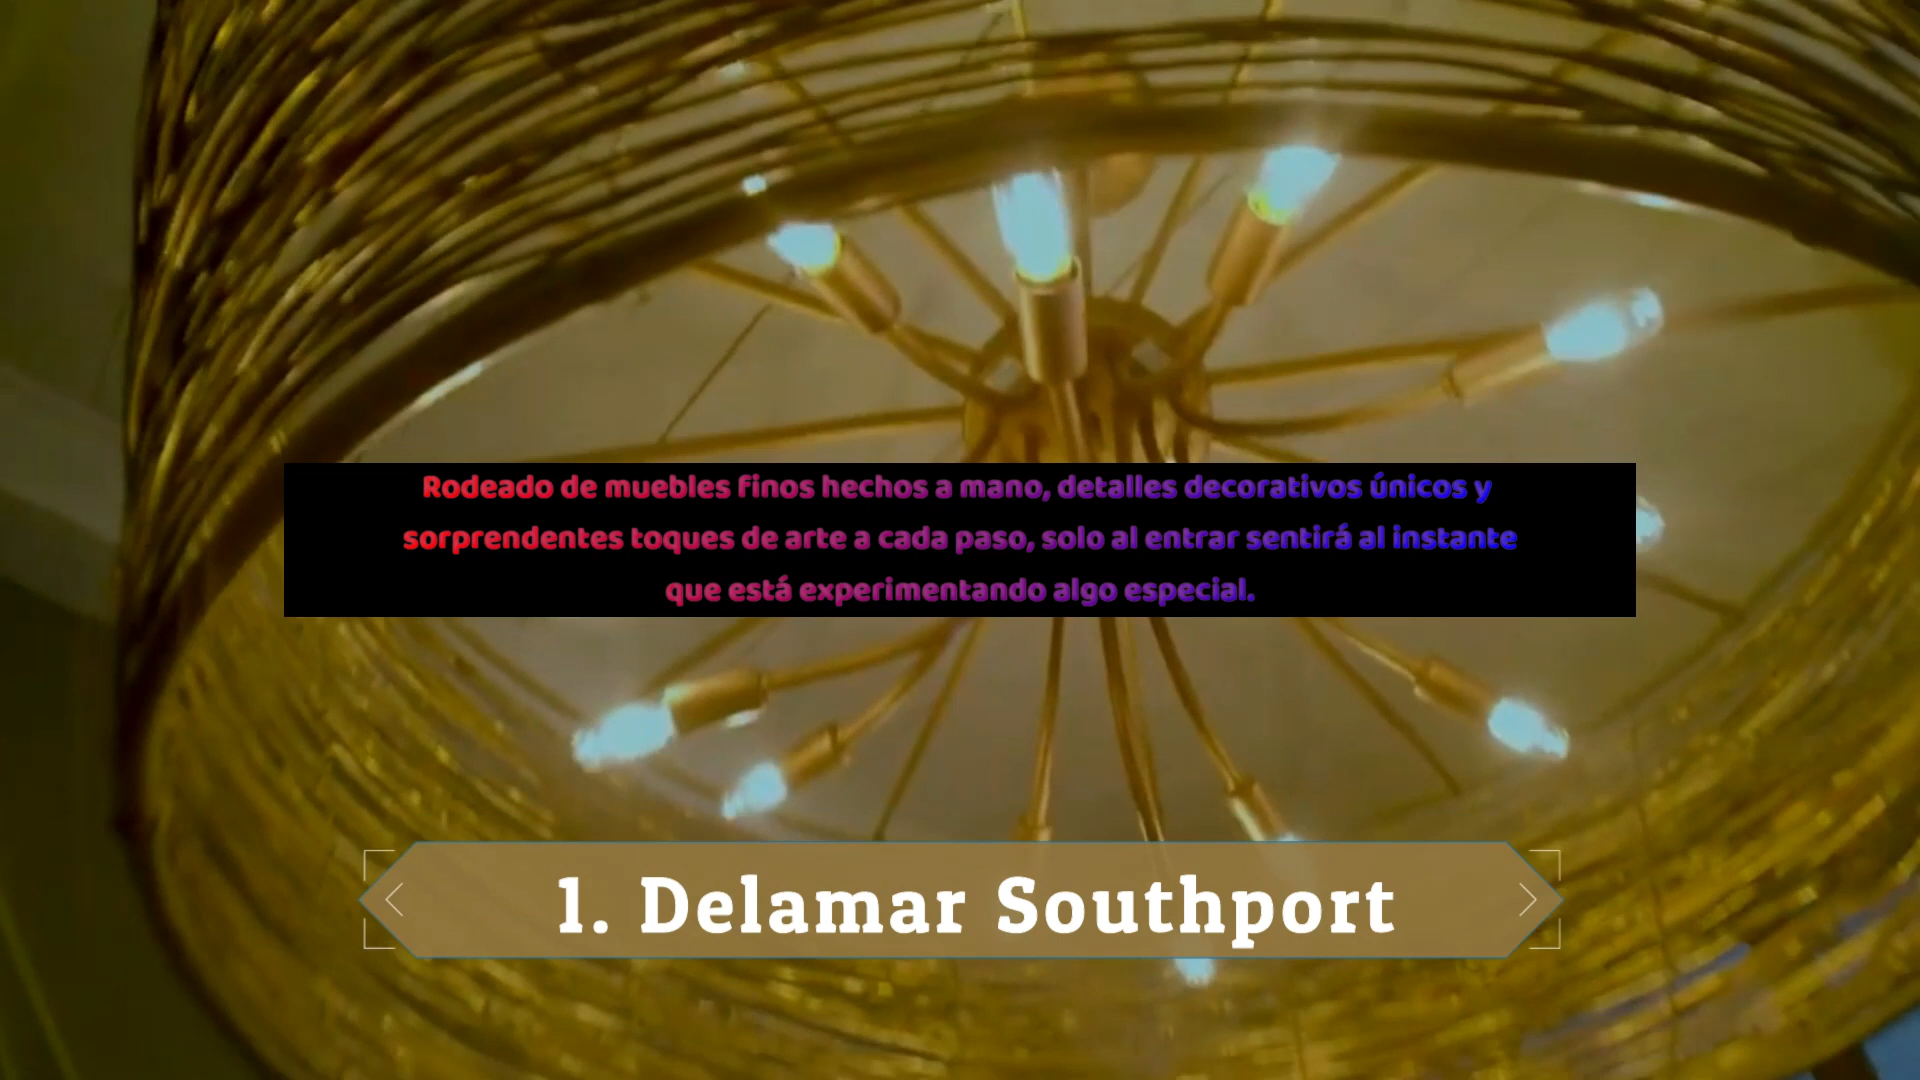 Rodeado de muebles finos hechos a mano, detalles decorativos únicos y
sorprendentes toques de arte a cada paso, solo al entrar sentirá al instante
que está experimentando algo especial.
1. Delamar Southport